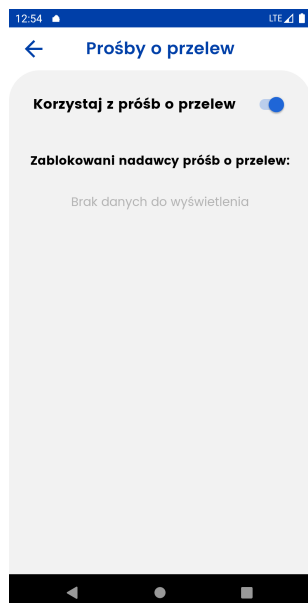 12:54 LTE
Prośby o przelew
Korzystaj z próśb o przelew
Zablokowani nadawcy próśb o przelew:
Brak danych do wyświetlenia